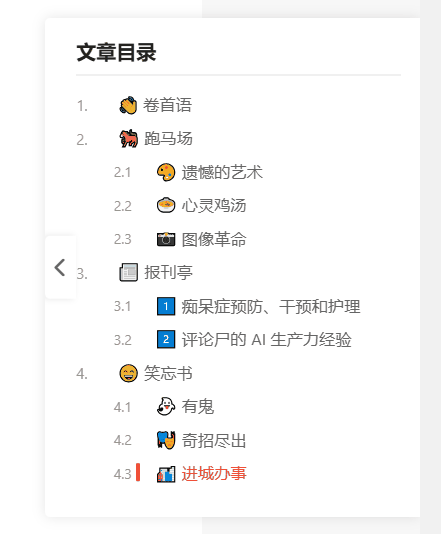 文章目录
1. 卷首语
2. 跑马场
2.1 遗憾的艺术
2.2 心灵鸡汤
2.3 图像革命
3. 报刊亭
3.1 1 痴呆症预防、干预和护理
3.2 2 评论尸的 AI 生产力经验
4. 笑忘书
4.1 有鬼
4.2 奇招尽出
4.3 进城办事